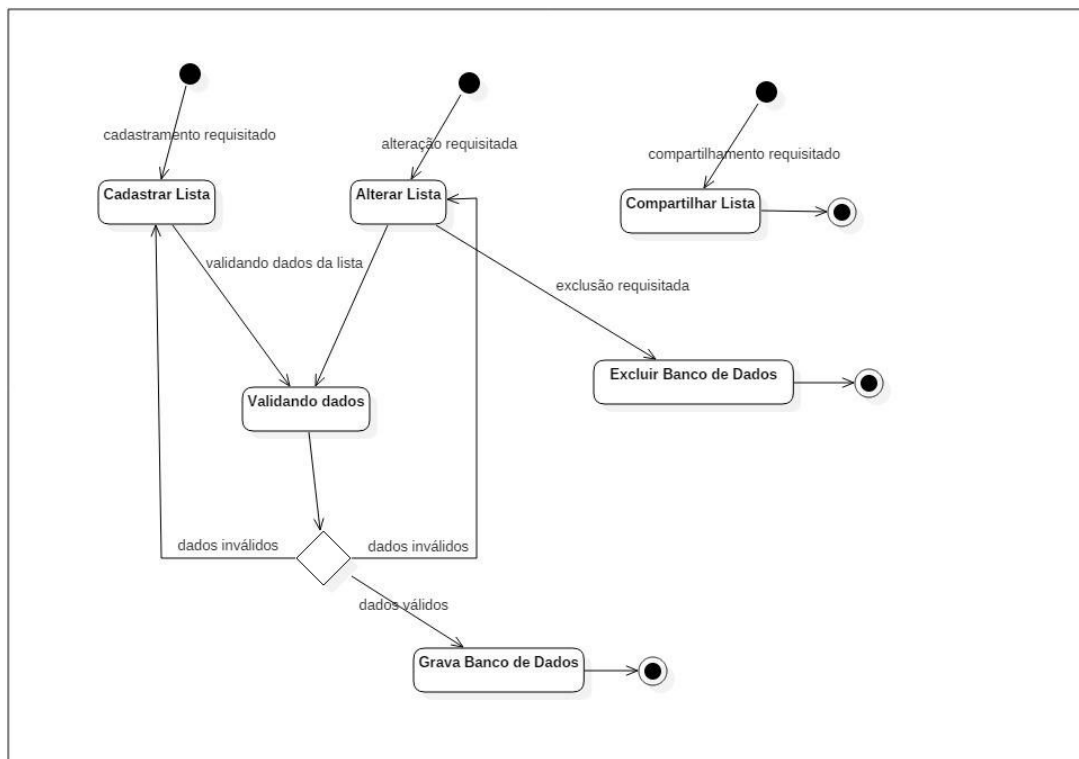 cadastramento requisitado
alteração requisitada
compartilhamento requisitado
Cadastrar Lista
Alterar Lista
Compartilhar Lista
validando dados da lista
exclusão requisitada
Excluir Banco de Dados
Validando dados
dados inválidos
dados inválidos
dados válidos
Grava Banco de Dados